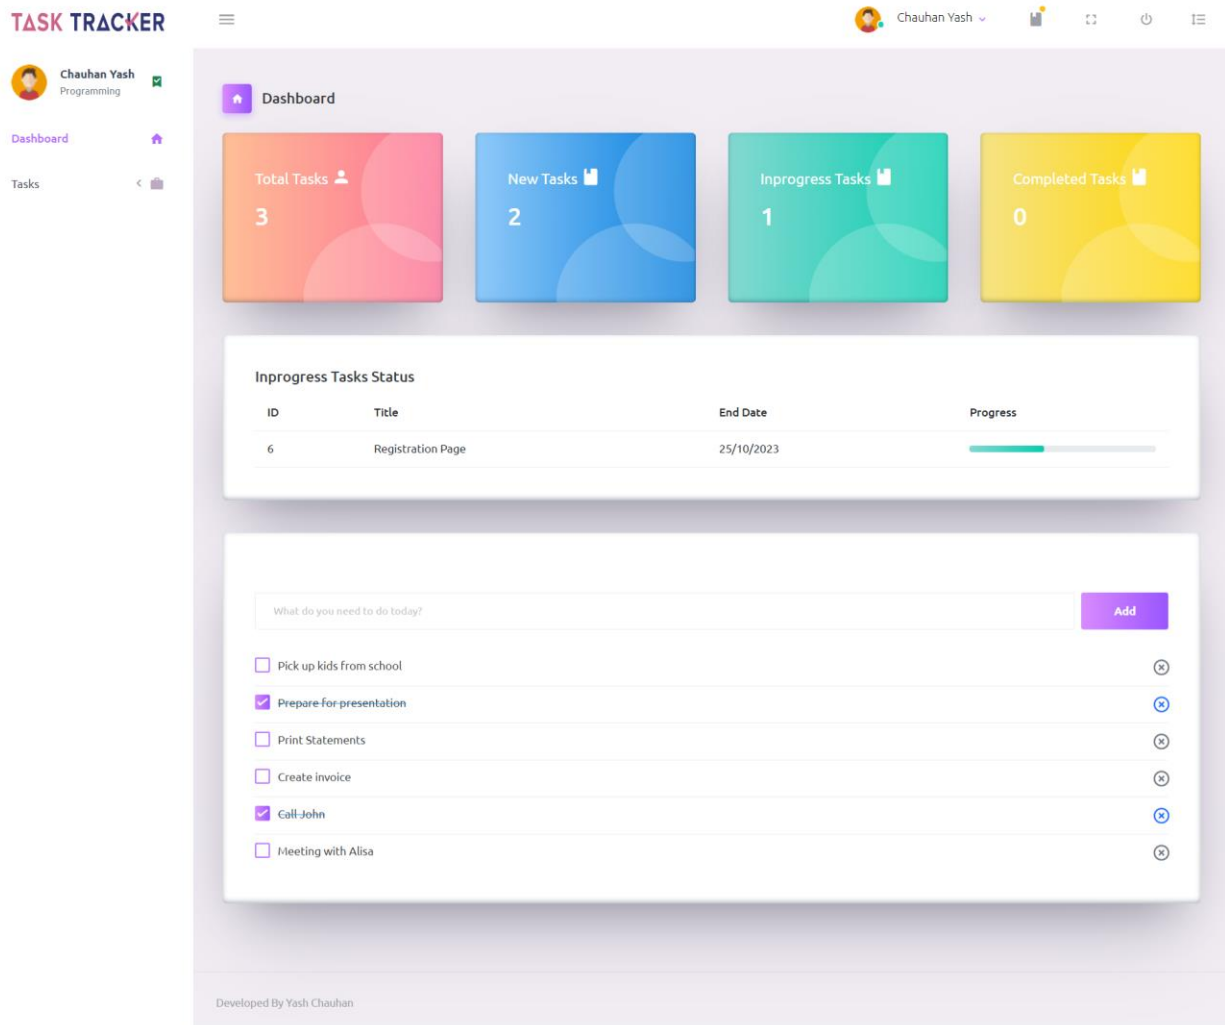 TASK TRACKER
Chauhan Yash
Chauhan Yash
Programming
Dashboard
Tasks
Dashboard
Total Tasks
3
New Tasks
2
Inprogress Tasks
1
Completed Tasks
0
Inprogress Tasks Status
ID Title End Date Progress
6 Registration Page 25/10/2023
What do you need to do today?
Add
Pick up kids from school
Prepare for presentation
Print Statements
Create invoice
Call John
Meeting with Alisa
Developed By Yash Chauhan